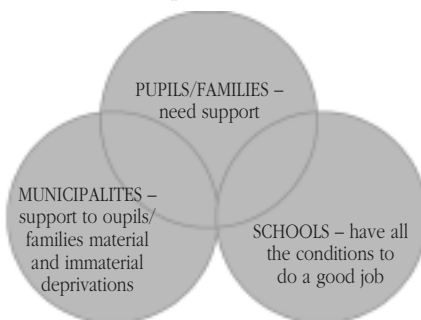 PUPILS/FAMILIES –
need support
MUNICIPALITES –
support to oupils/
families material
and immaterial
deprivations
SCHOOLS – have all
the conditions to
do a good job